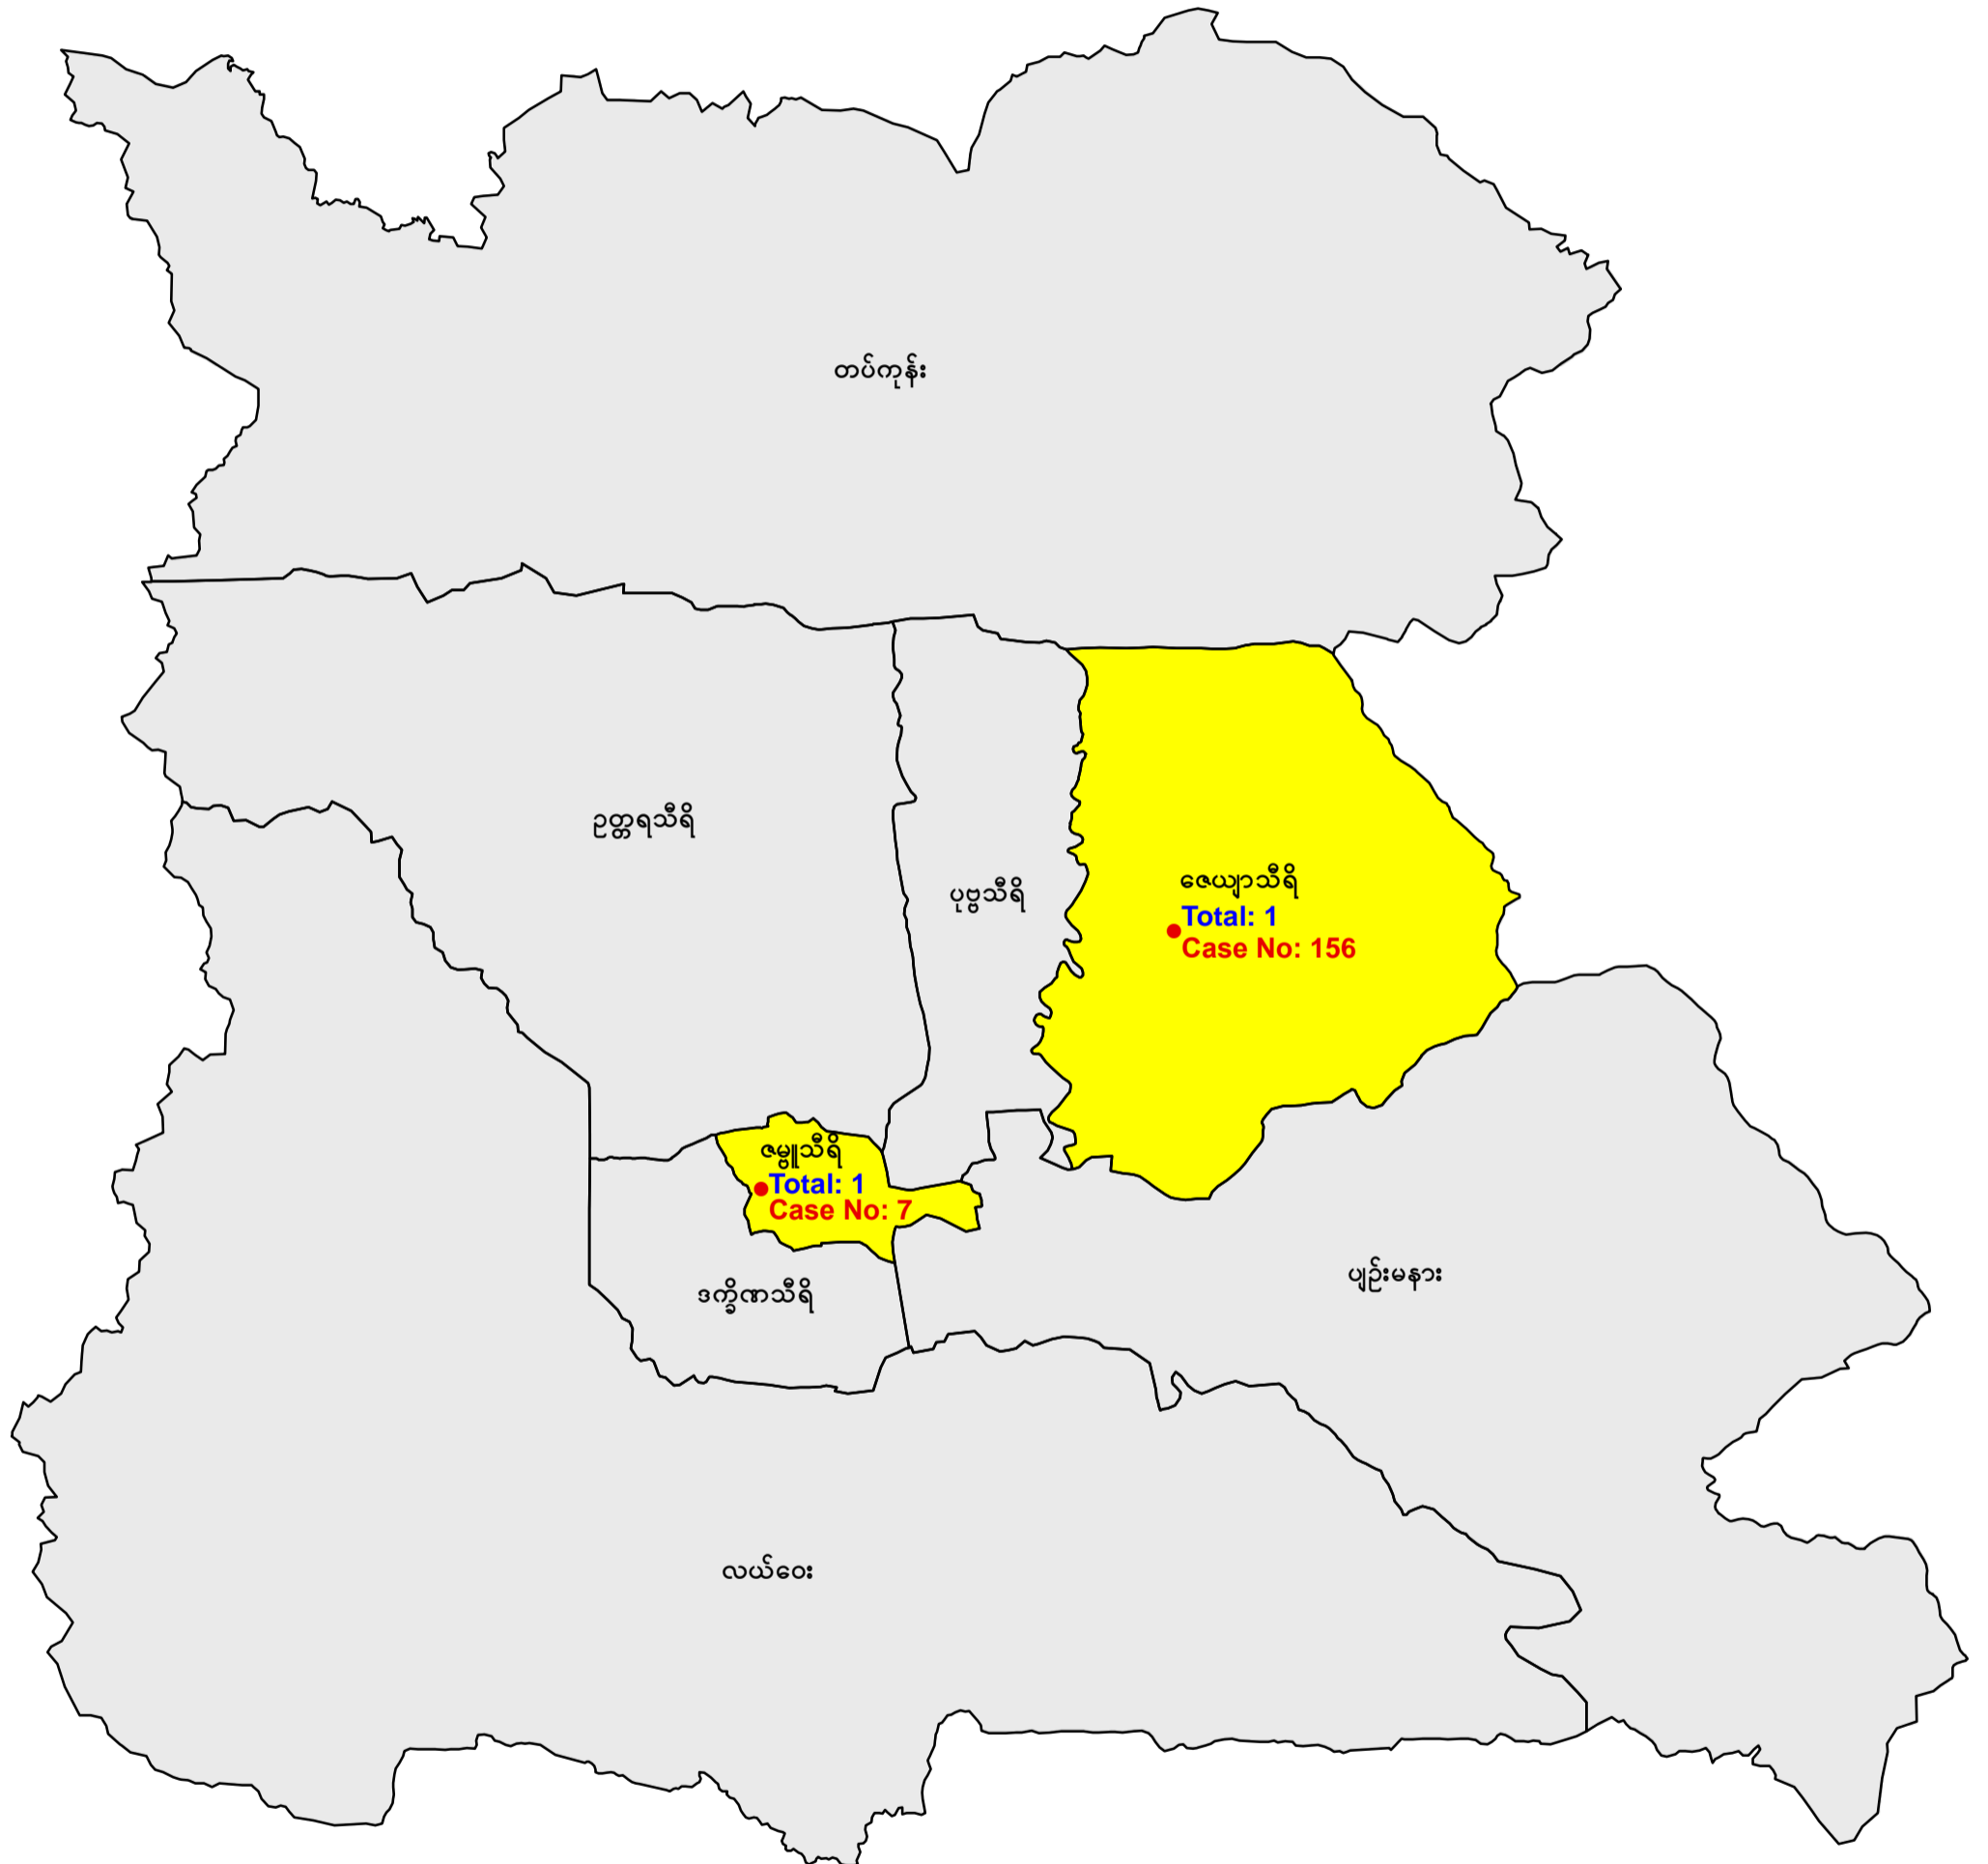 တပ်ကုန်း
ဥတ္တရသီရိ
ပုဗ္ဗသီရိ
ဇေယျာသီရိ
Total: 1
Case No: 156
ဇမ္ဗူသီရိ
Total: 1
Case No: 7
ဒက္ခိဏသီရိ
ပျဉ်းမနား
လယ်ဝေး